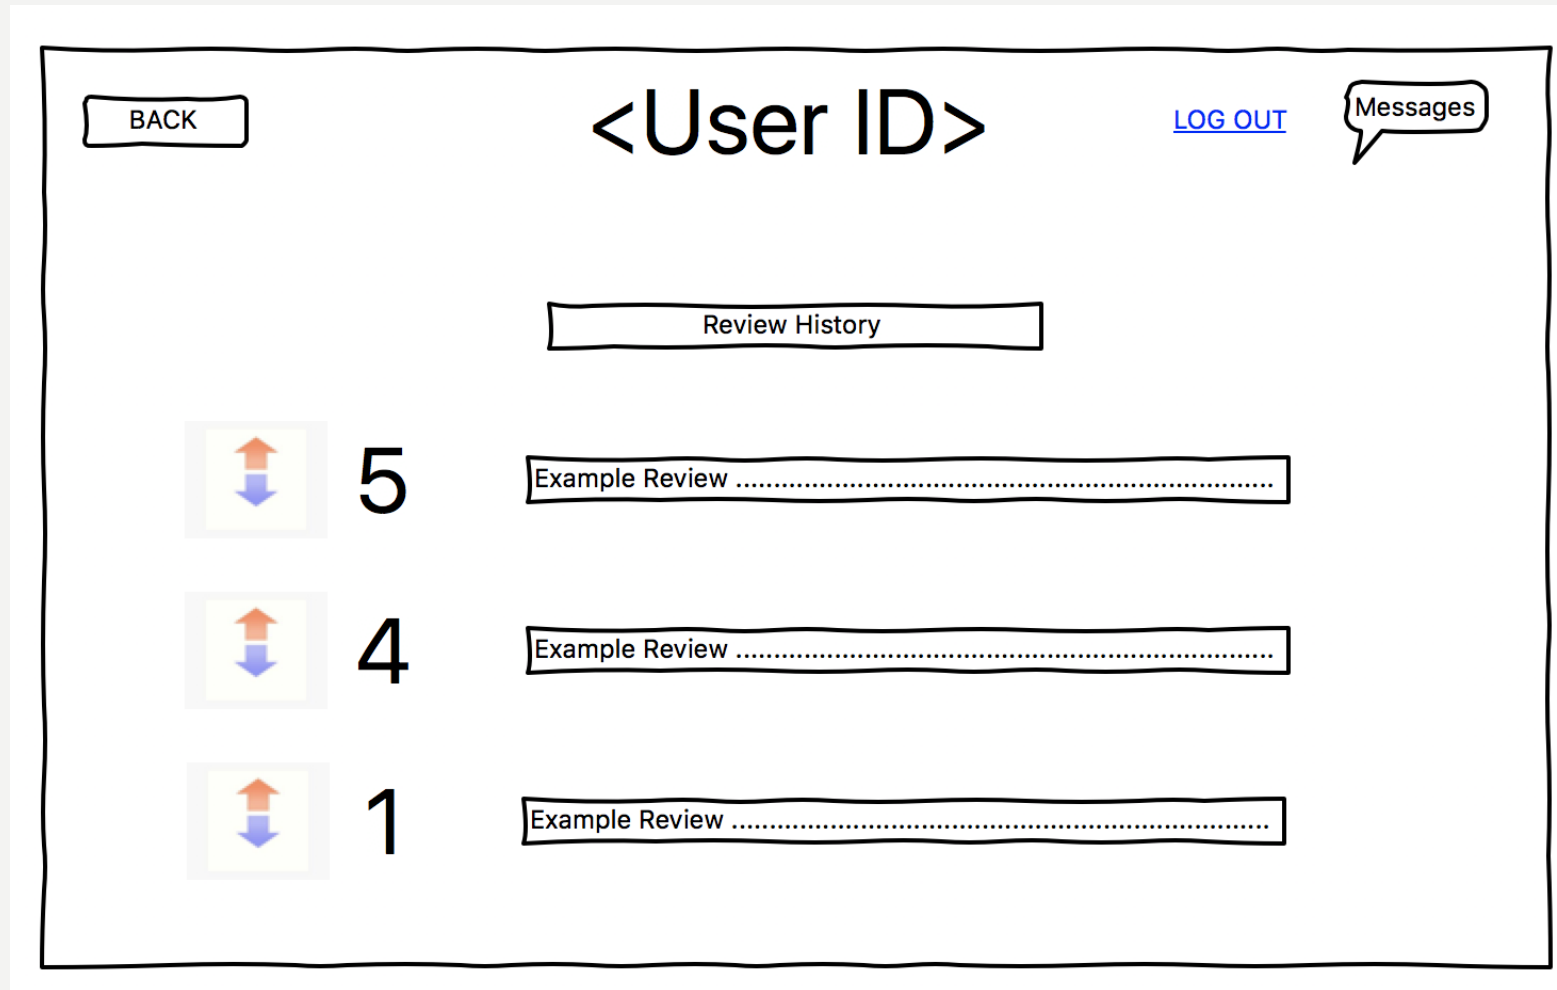 BACK
<User ID>
LOG OUT
Messages
Review History
5
Example Review .......................................................................
4
Example Review .......................................................................
1
Example Review .......................................................................